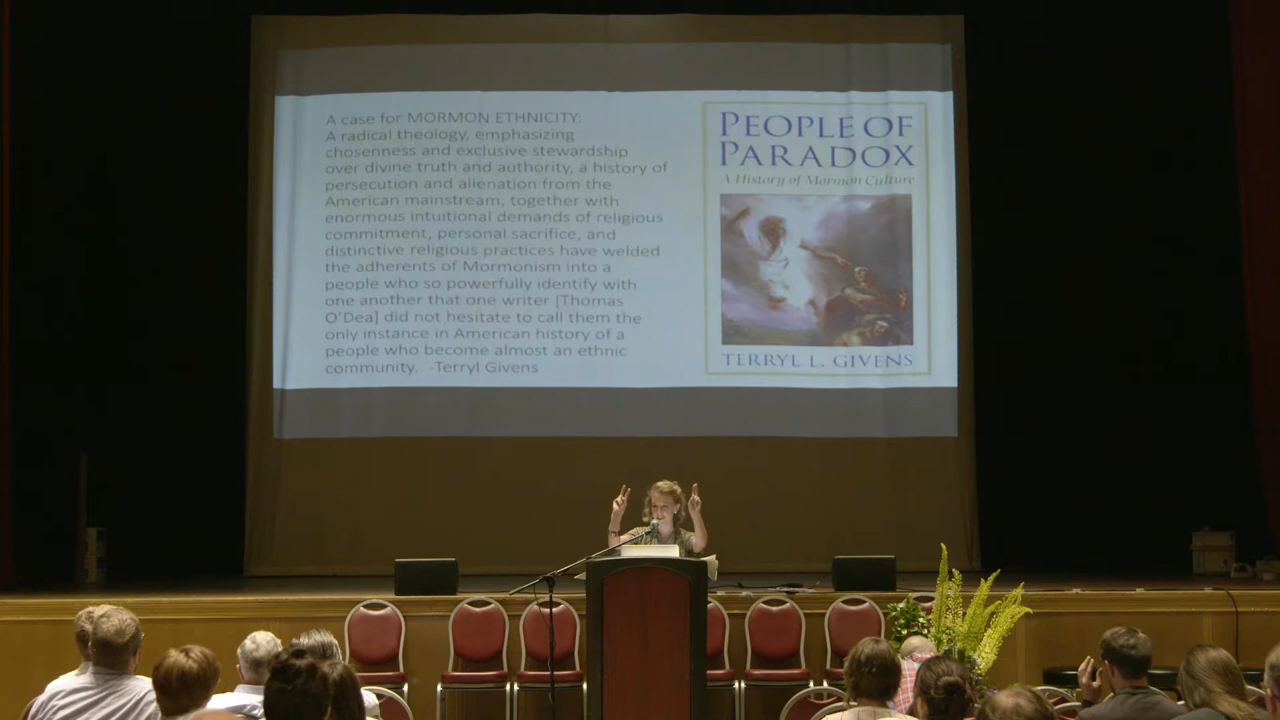 A case for MORMON ETHNICITY:
A radical theology, emphasizing
chosenness and exclusive stewardship
over divine truth and authority, a history of
persecution and alienation from the
American mainstream, together with
enormous intuitional demands of religious
commitment, personal sacrifice, and
distinctive religious practices have welded
the adherents of Mormonism into a
people who so powerfully identify with
one another that one writer [Thomas
O'Dea] did not hesitate to call them the
only instance in American history of a
people who become almost an ethnic
community. -Terryl Givens
PEOPLE OF
PARADOX
A History of Mormon Culture
TERRYL L. GIVENS